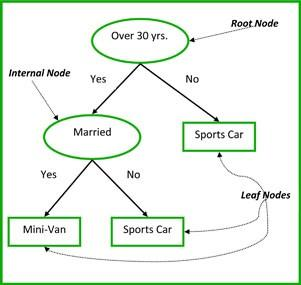 Over 30 yrs.
Root Node
Internal Node
Yes
No
Married
Sports Car
Yes
No
Leaf Nodes
Mini-Van
Sports Car